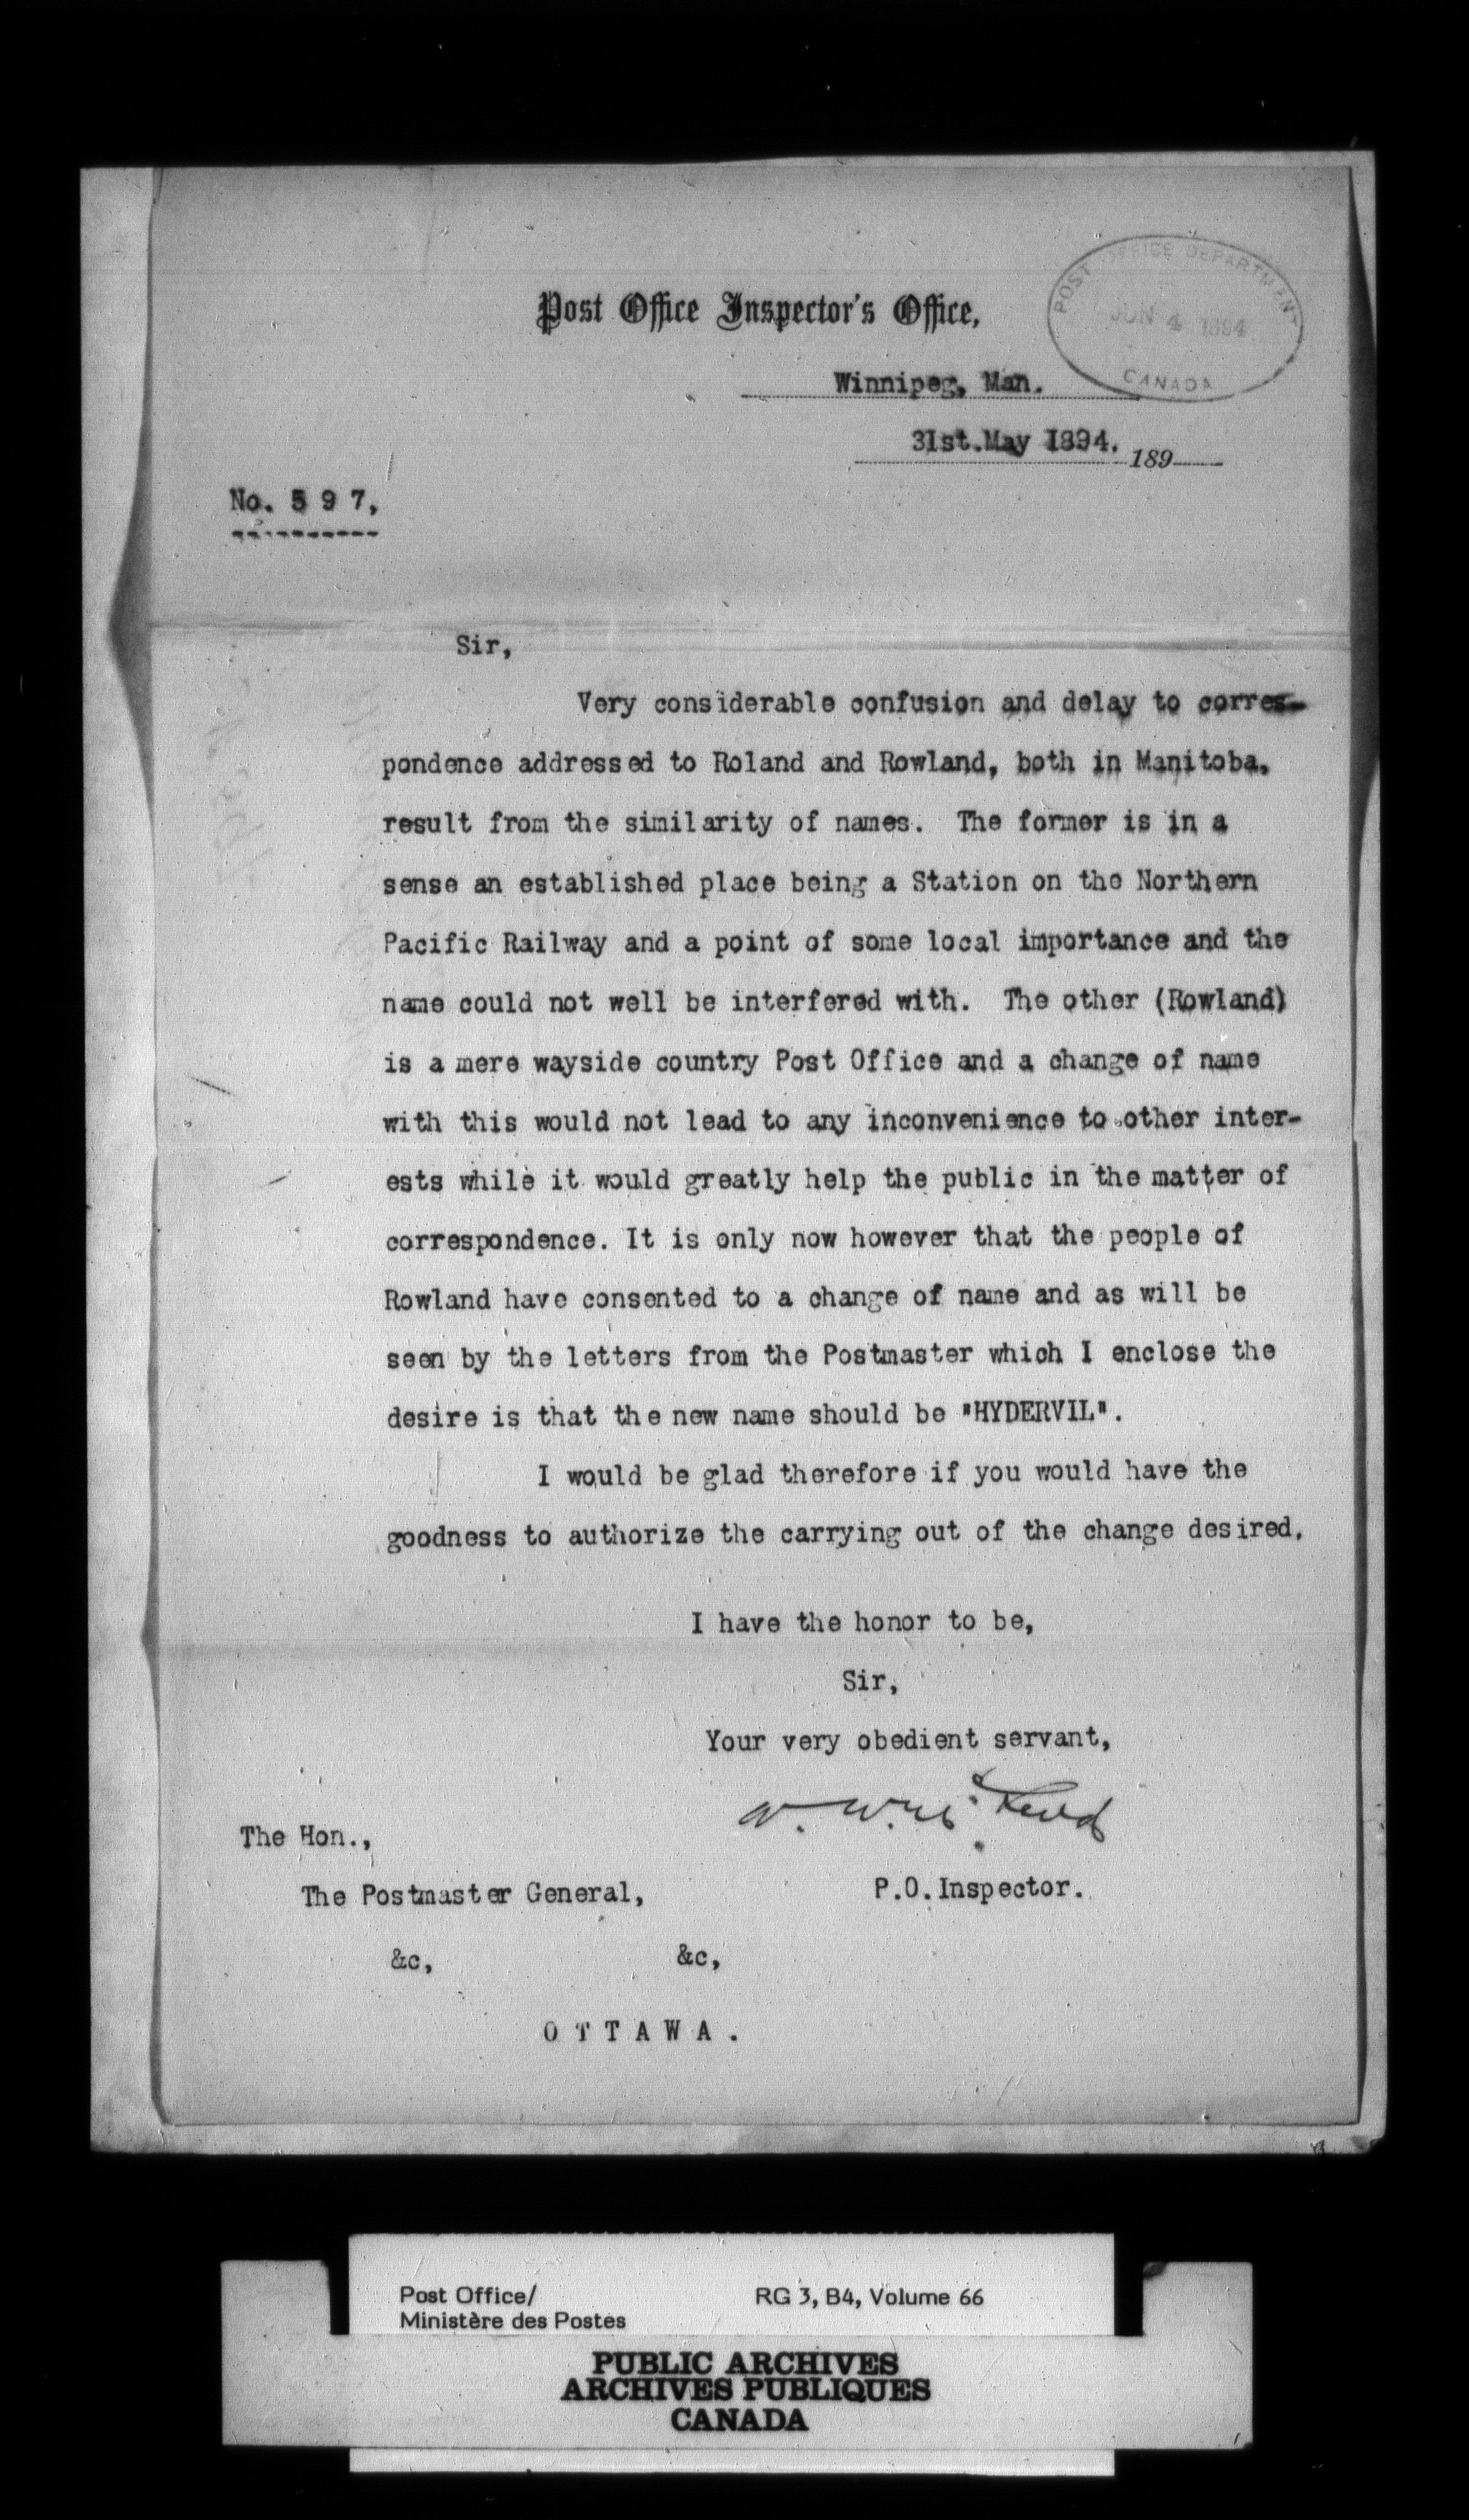 Post Office Inspector's Office,
POST OFFICE DEPARTMENT
JUN 4 1894
CANADA
Winnipeg, Man.
31st.May 1894. 189
No. 5 9 7,
Sir,
Very considerable confusion and delay to corres-
pondence addressed to Roland and Rowland, both in Manitoba,
result from the similarity of names. The former is in a
sense an established place being a Station on the Northern
Pacific Railway and a point of some local importance and the
name could not well be interfered with. The other (Rowland)
is a mere wayside country Post Office and a change of name
with this would not lead to any inconvenience to other inter-
ests while it would greatly help the public in the matter of
correspondence. It is only now however that the people of
Rowland have consented to a change of name and as will be
seen by the letters from the Postmaster which I enclose the
desire is that the new name should be "HYDERVIL".
I would be glad therefore if you would have the
goodness to authorize the carrying out of the change desired.
I have the honor to be,
Sir,
Your very obedient servant,
P.O.Inspector.
The Hon.,
The Postmaster General,
&c, &c,
O T T A W A .
Post Office/ RG 3, B4, Volume 66
Ministère des Postes
PUBLIC ARCHIVES
ARCHIVES PUBLIQUES
CANADA